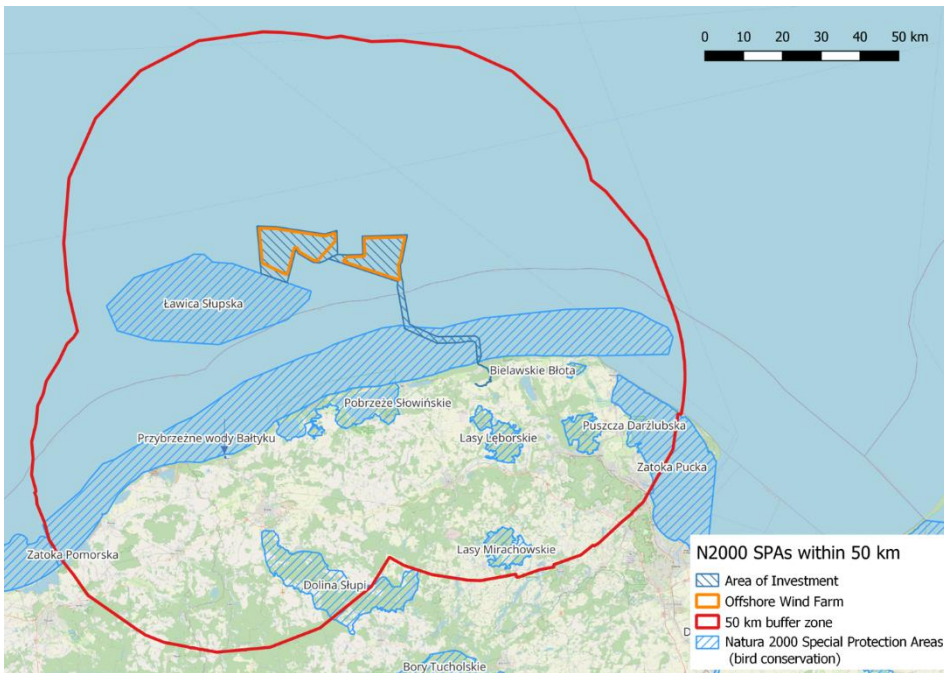 0 10 20 30 40 50 km
Ławica Słupska
Bielawskie Błota
Pobrzeże Słowińskie
Przybrzeżne wody Bałtyku
Lasy Lęborskie
Puszcza Darżlubska
Zatoka Pucka
Zatoka Pomorska
Lasy Mirachowskie
Dolina Słupi
Bory Tucholskie
N2000 SPAs within 50 km
Area of Investment
Offshore Wind Farm
50 km buffer zone
Natura 2000 Special Protection Areas
(bird conservation)